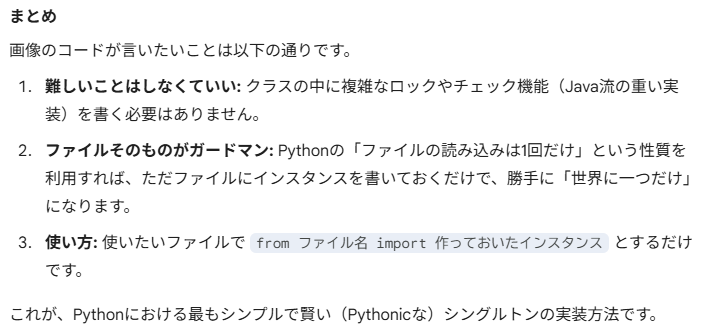 まとめ
画像のコードが言いたいことは以下の通りです。
1. 難しいことはしなくていい: クラスの中に複雑なロックやチェック機能（Java流の重い実
装）を書く必要はありません。
2. ファイルそのものがガードマン: Pythonの「ファイルの読み込みは1回だけ」という性質を
利用すれば、ただファイルにインスタンスを書いておくだけで、勝手に「世界に一つだけ」
になります。
3. 使い方: 使いたいファイルで from ファイル名 import 作っておいたインスタンス とするだけ
です。
これが、Pythonにおける最もシンプルで賢い（Pythonicな）シングルトンの実装方法です。